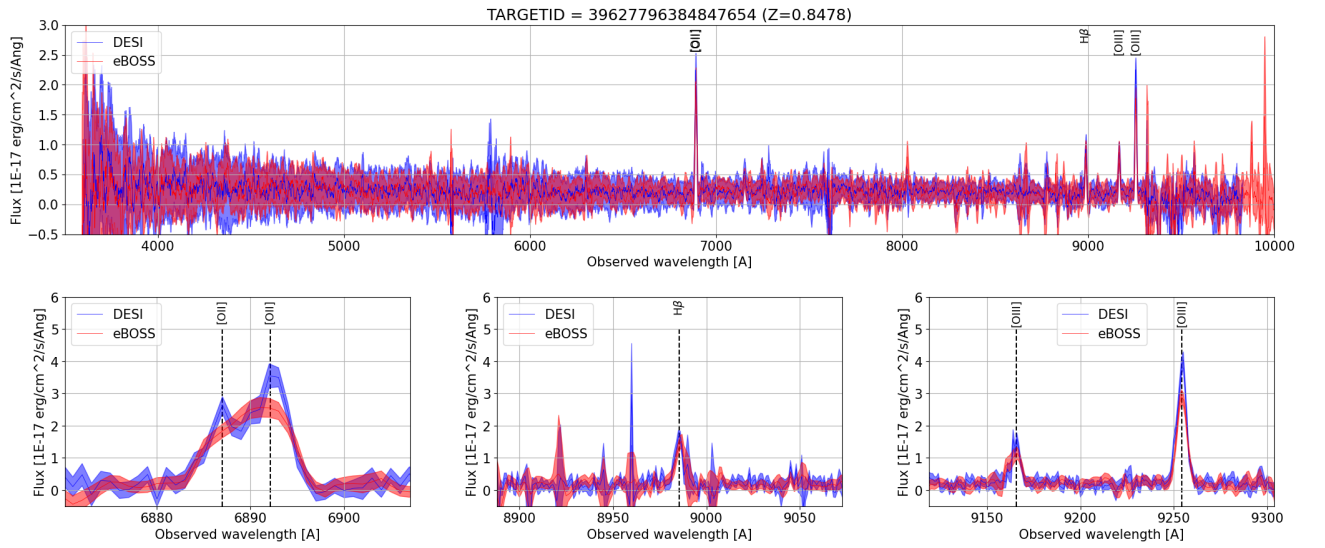 TARGETID = 39627796384847654 (Z=0.8478)
Flux [1E-17 erg/cm^2/s/Ang]
3.0
2.5
2.0
1.5
1.0
0.5
0.0
−0.5
DESI
eBOSS
[OII]
Hβ
[OIII]
[OIII]
4000 5000 6000 7000 8000 9000 10000
Observed wavelength [A]
Flux [1E-17 erg/cm^2/s/Ang]
6
5
4
3
2
1
0
DESI
eBOSS
[OII]
[OII]
6880 6890 6900
Observed wavelength [A]
Flux [1E-17 erg/cm^2/s/Ang]
6
5
4
3
2
1
0
DESI
eBOSS
Hβ
8900 8950 9000 9050
Observed wavelength [A]
Flux [1E-17 erg/cm^2/s/Ang]
6
5
4
3
2
1
0
[OIII]
DESI
eBOSS
[OIII]
9150 9200 9250 9300
Observed wavelength [A]